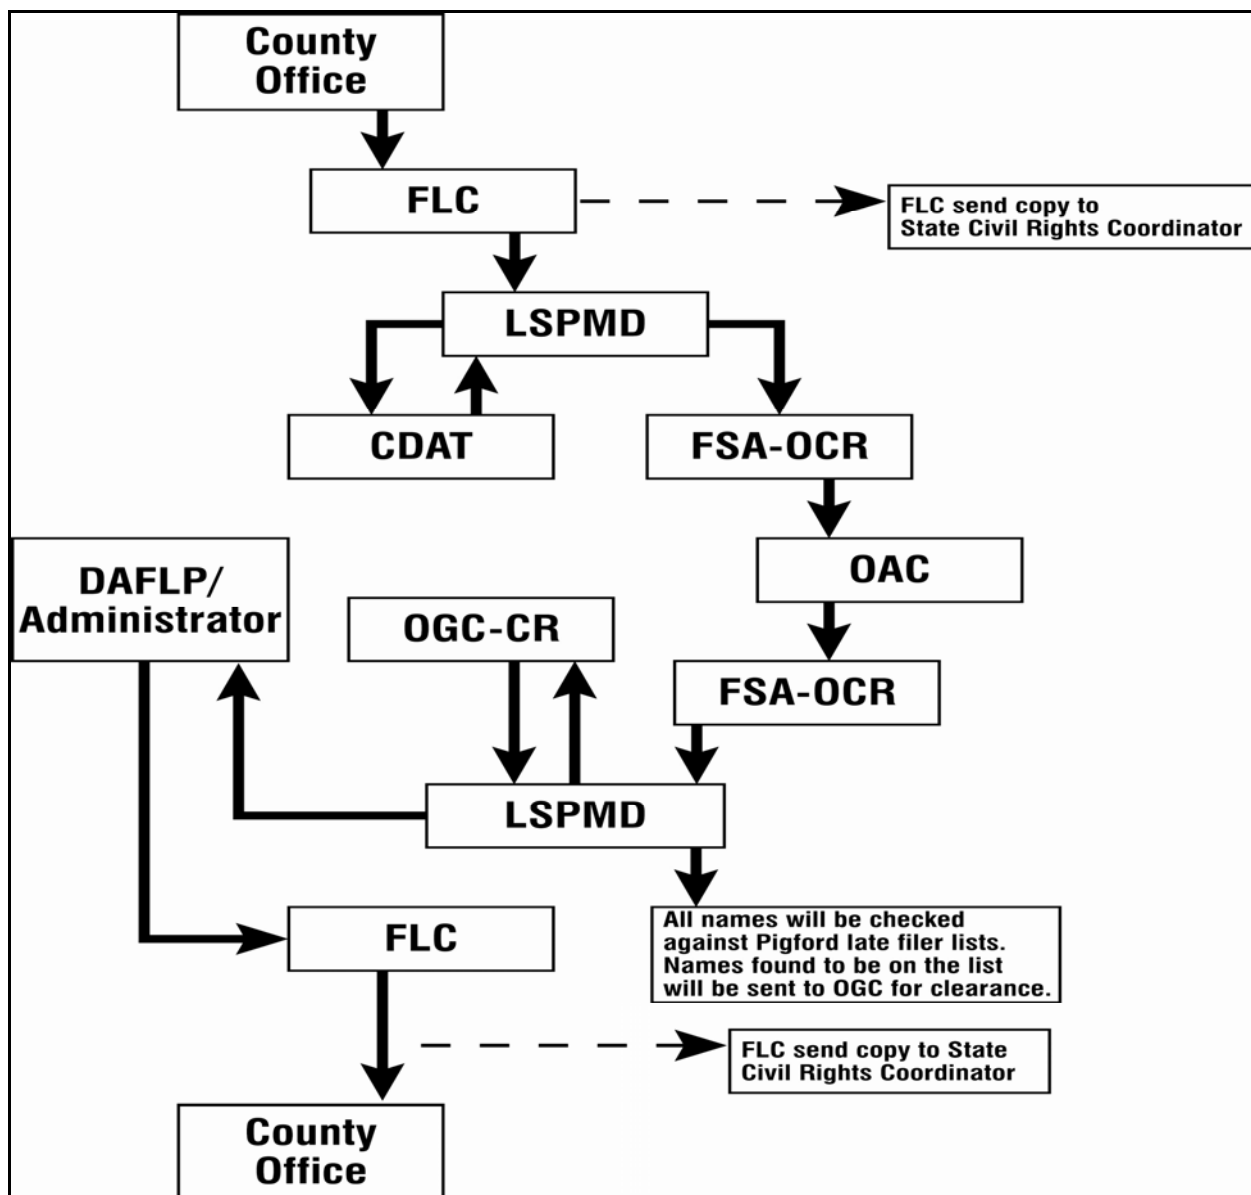 County
Office
FLC
FLC send copy to
State Civil Rights Coordinator
LSPMD
CDAT
FSA-OCR
OAC
DAFLP/
Administrator
OGC-CR
FSA-OCR
LSPMD
FLC
All names will be checked
against Pigford late filer lists.
Names found to be on the list
will be sent to OGC for clearance.
FLC send copy to State
Civil Rights Coordinator
County
Office